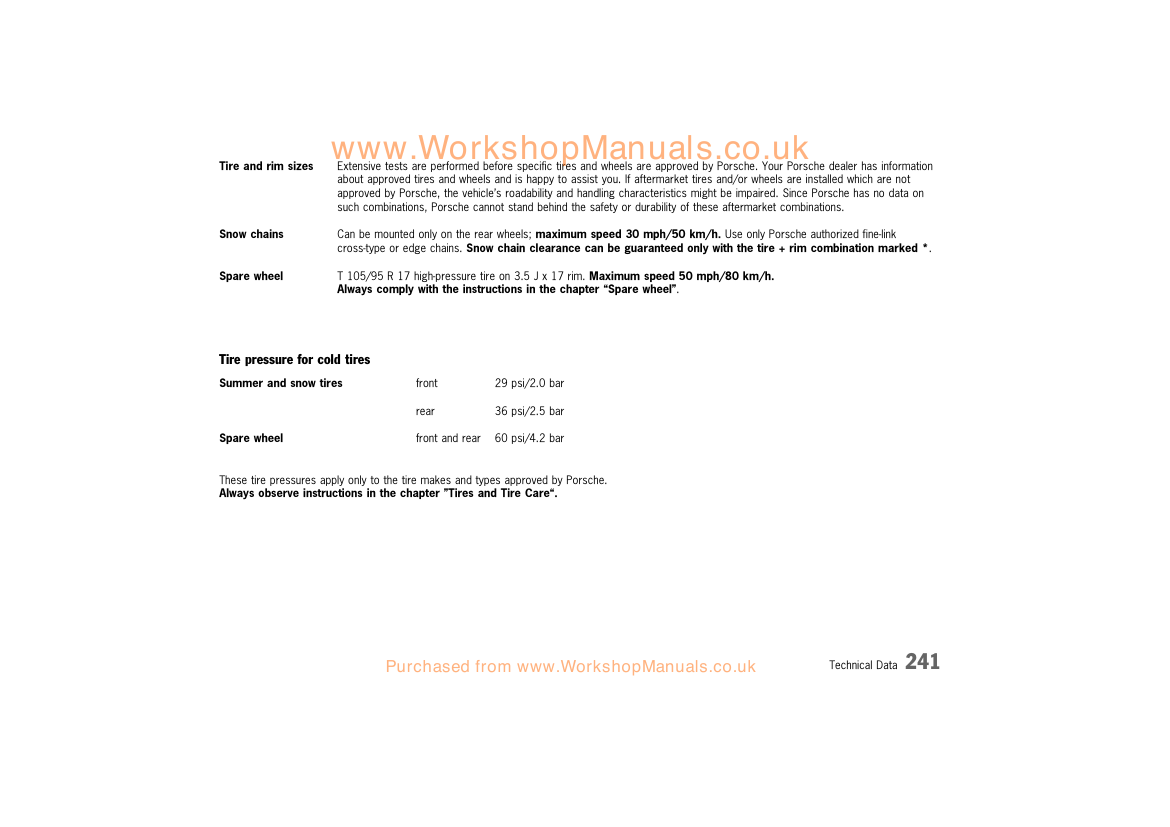 www.WorkshopManuals.co.uk
Tire and rim sizes Extensive tests are performed before specific tires and wheels are approved by Porsche. Your Porsche dealer has information
about approved tires and wheels and is happy to assist you. If aftermarket tires and/or wheels are installed which are not
approved by Porsche, the vehicle’s roadability and handling characteristics might be impaired. Since Porsche has no data on
such combinations, Porsche cannot stand behind the safety or durability of these aftermarket combinations.
Snow chains Can be mounted only on the rear wheels; maximum speed 30 mph/50 km/h. Use only Porsche authorized fine-link
cross-type or edge chains. Snow chain clearance can be guaranteed only with the tire + rim combination marked *.
Spare wheel T 105/95 R 17 high-pressure tire on 3.5 J x 17 rim. Maximum speed 50 mph/80 km/h.
Always comply with the instructions in the chapter “Spare wheel”.
Tire pressure for cold tires
Summer and snow tires front 29 psi/2.0 bar
rear 36 psi/2.5 bar
Spare wheel front and rear 60 psi/4.2 bar
These tire pressures apply only to the tire makes and types approved by Porsche.
Always observe instructions in the chapter ”Tires and Tire Care“.
Purchased from www.WorkshopManuals.co.uk
Technical Data 241